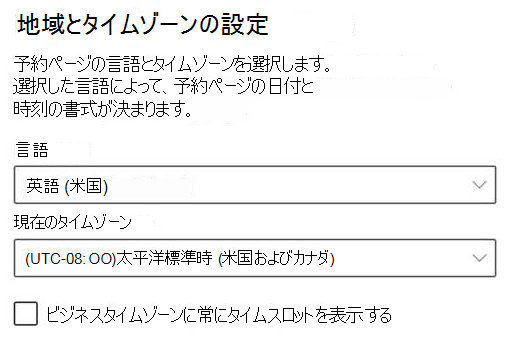 地域とタイムゾーンの設定
予約ページの言語とタイムゾーンを選択します。
選択した言語によって、予約ページの日付と
時刻の書式が決まります。
言語
英語 (米国)
現在のタイムゾーン
(UTC-08: OO)太平洋標準時 (米国およびカナダ)
ビジネスタイムゾーンに常にタイムスロットを表示する